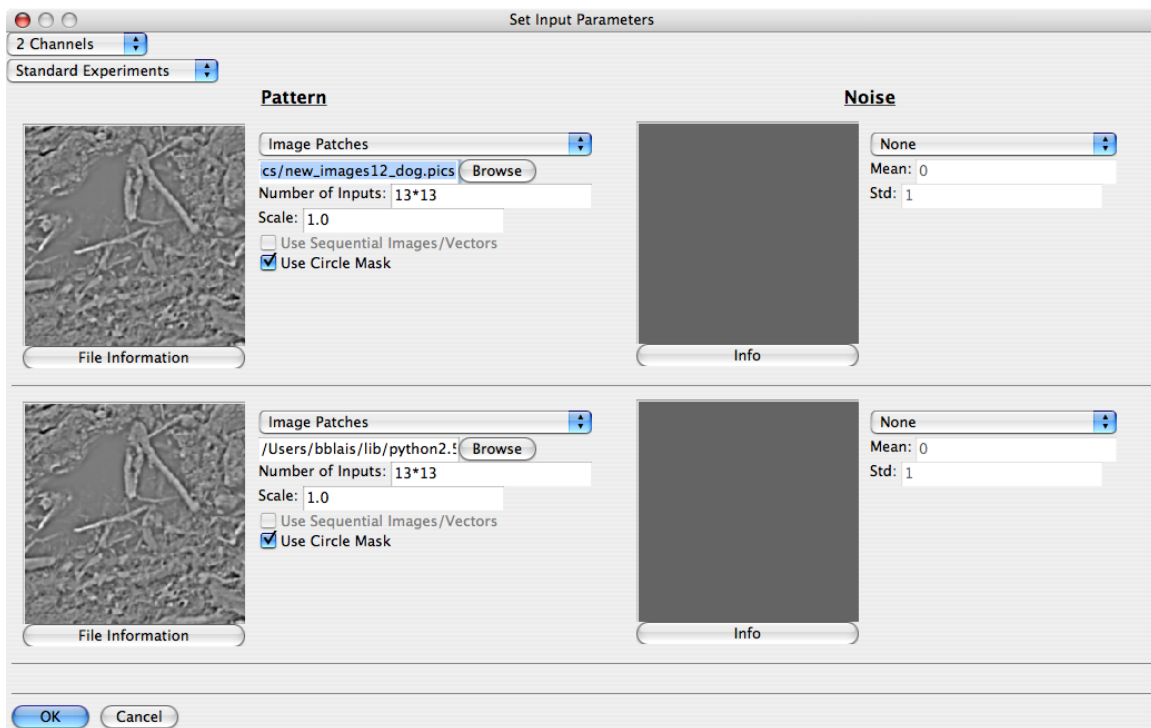 Set Input Parameters
2 Channels
Standard Experiments
Pattern
Noise
Image Patches
cs/new_images12_dog.pics Browse
Number of Inputs: 13*13
Scale: 1.0
Use Sequential Images/Vectors
Use Circle Mask
File Information
None
Mean: 0
Std: 1
Info
Image Patches
/Users/bblais/lib/python2.5 Browse
Number of Inputs: 13*13
Scale: 1.0
Use Sequential Images/Vectors
Use Circle Mask
File Information
None
Mean: 0
Std: 1
Info
OK Cancel